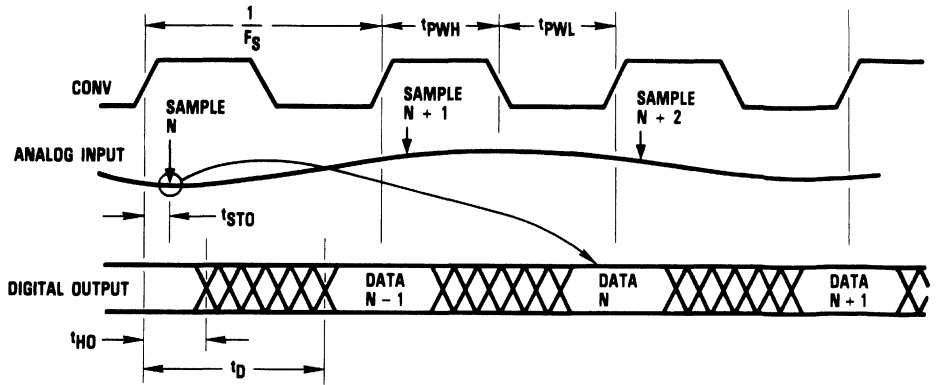 1
FS
tPWH
tPWL
CONV
SAMPLE
N
SAMPLE
N + 1
SAMPLE
N + 2
ANALOG INPUT
tSTO
DIGITAL OUTPUT
DATA
N - 1
DATA
N
DATA
N + 1
tHO
tD